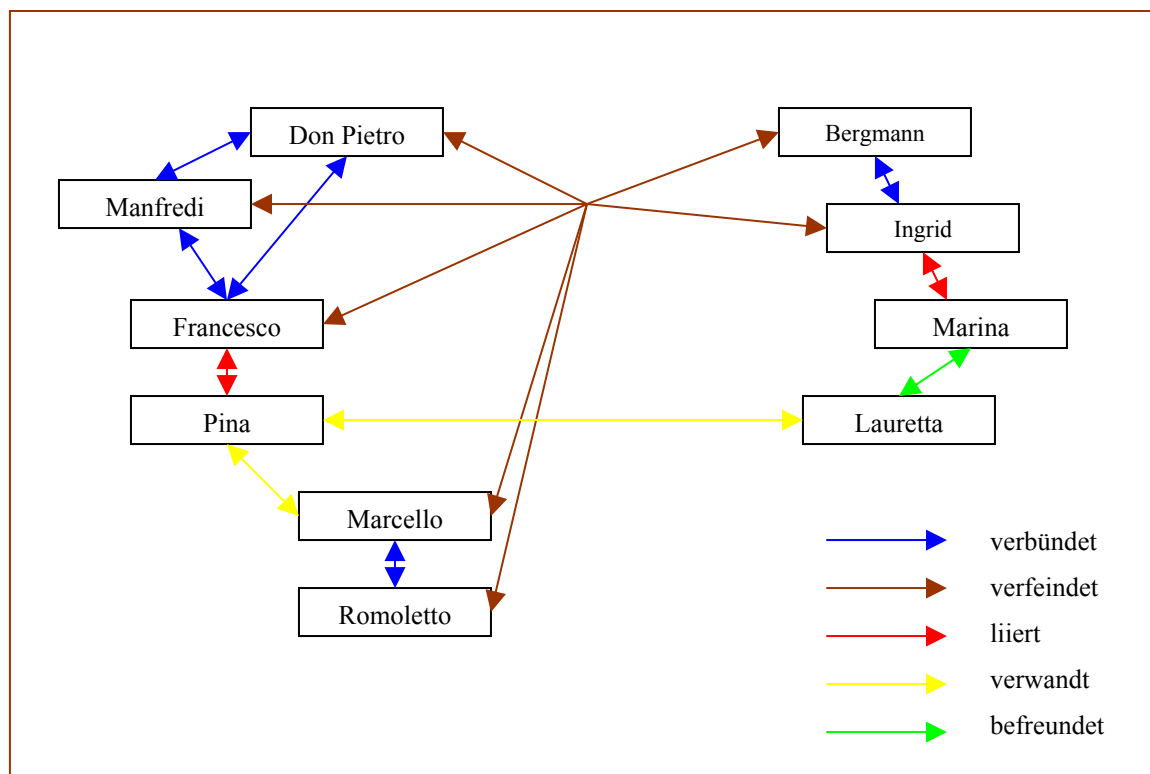 Don Pietro
Bergmann
Manfredi
Ingrid
Francesco
Marina
Pina
Lauretta
Marcello
Romoletto
verbündet
verfeindet
liiert
verwandt
befreundet